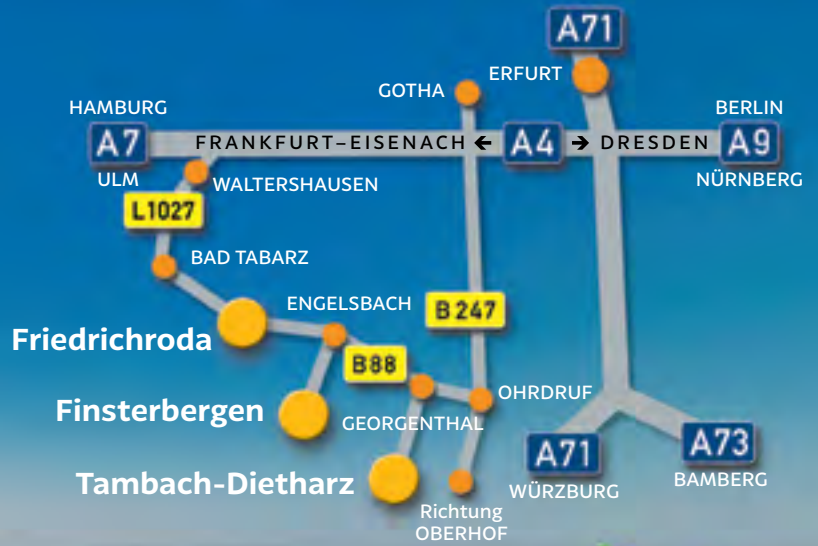 A71
ERFURT
GOTHA
HAMBURG
BERLIN
A7
FRANKFURT–EISENACH ← A4 → DRESDEN
A9
ULM
WALTERSHAUSEN
NÜRNBERG
L1027
BAD TABARZ
ENGELSBACH
B 247
Friedrichroda
B88
OHRDRUF
Finsterbergen
GEORGENTHAL
A71
A73
Tambach-Dietharz
WÜRZBURG
BAMBERG
Richtung
OBERHOF